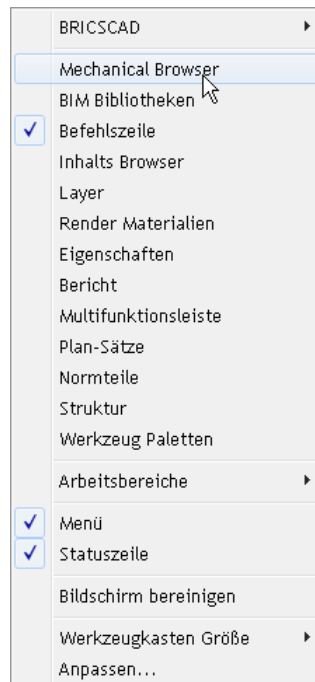 BRICSCAD
Mechanical Browser
BIM Bibliotheken
Befehlszeile
Inhalts Browser
Layer
Render Materialien
Eigenschaften
Bericht
Multifunktionsleiste
Plan-Sätze
Normteile
Struktur
Werkzeug Paletten
Arbeitsbereiche
Menü
Statuszeile
Bildschirm bereinigen
Werkzeugkasten Größe
Anpassen...